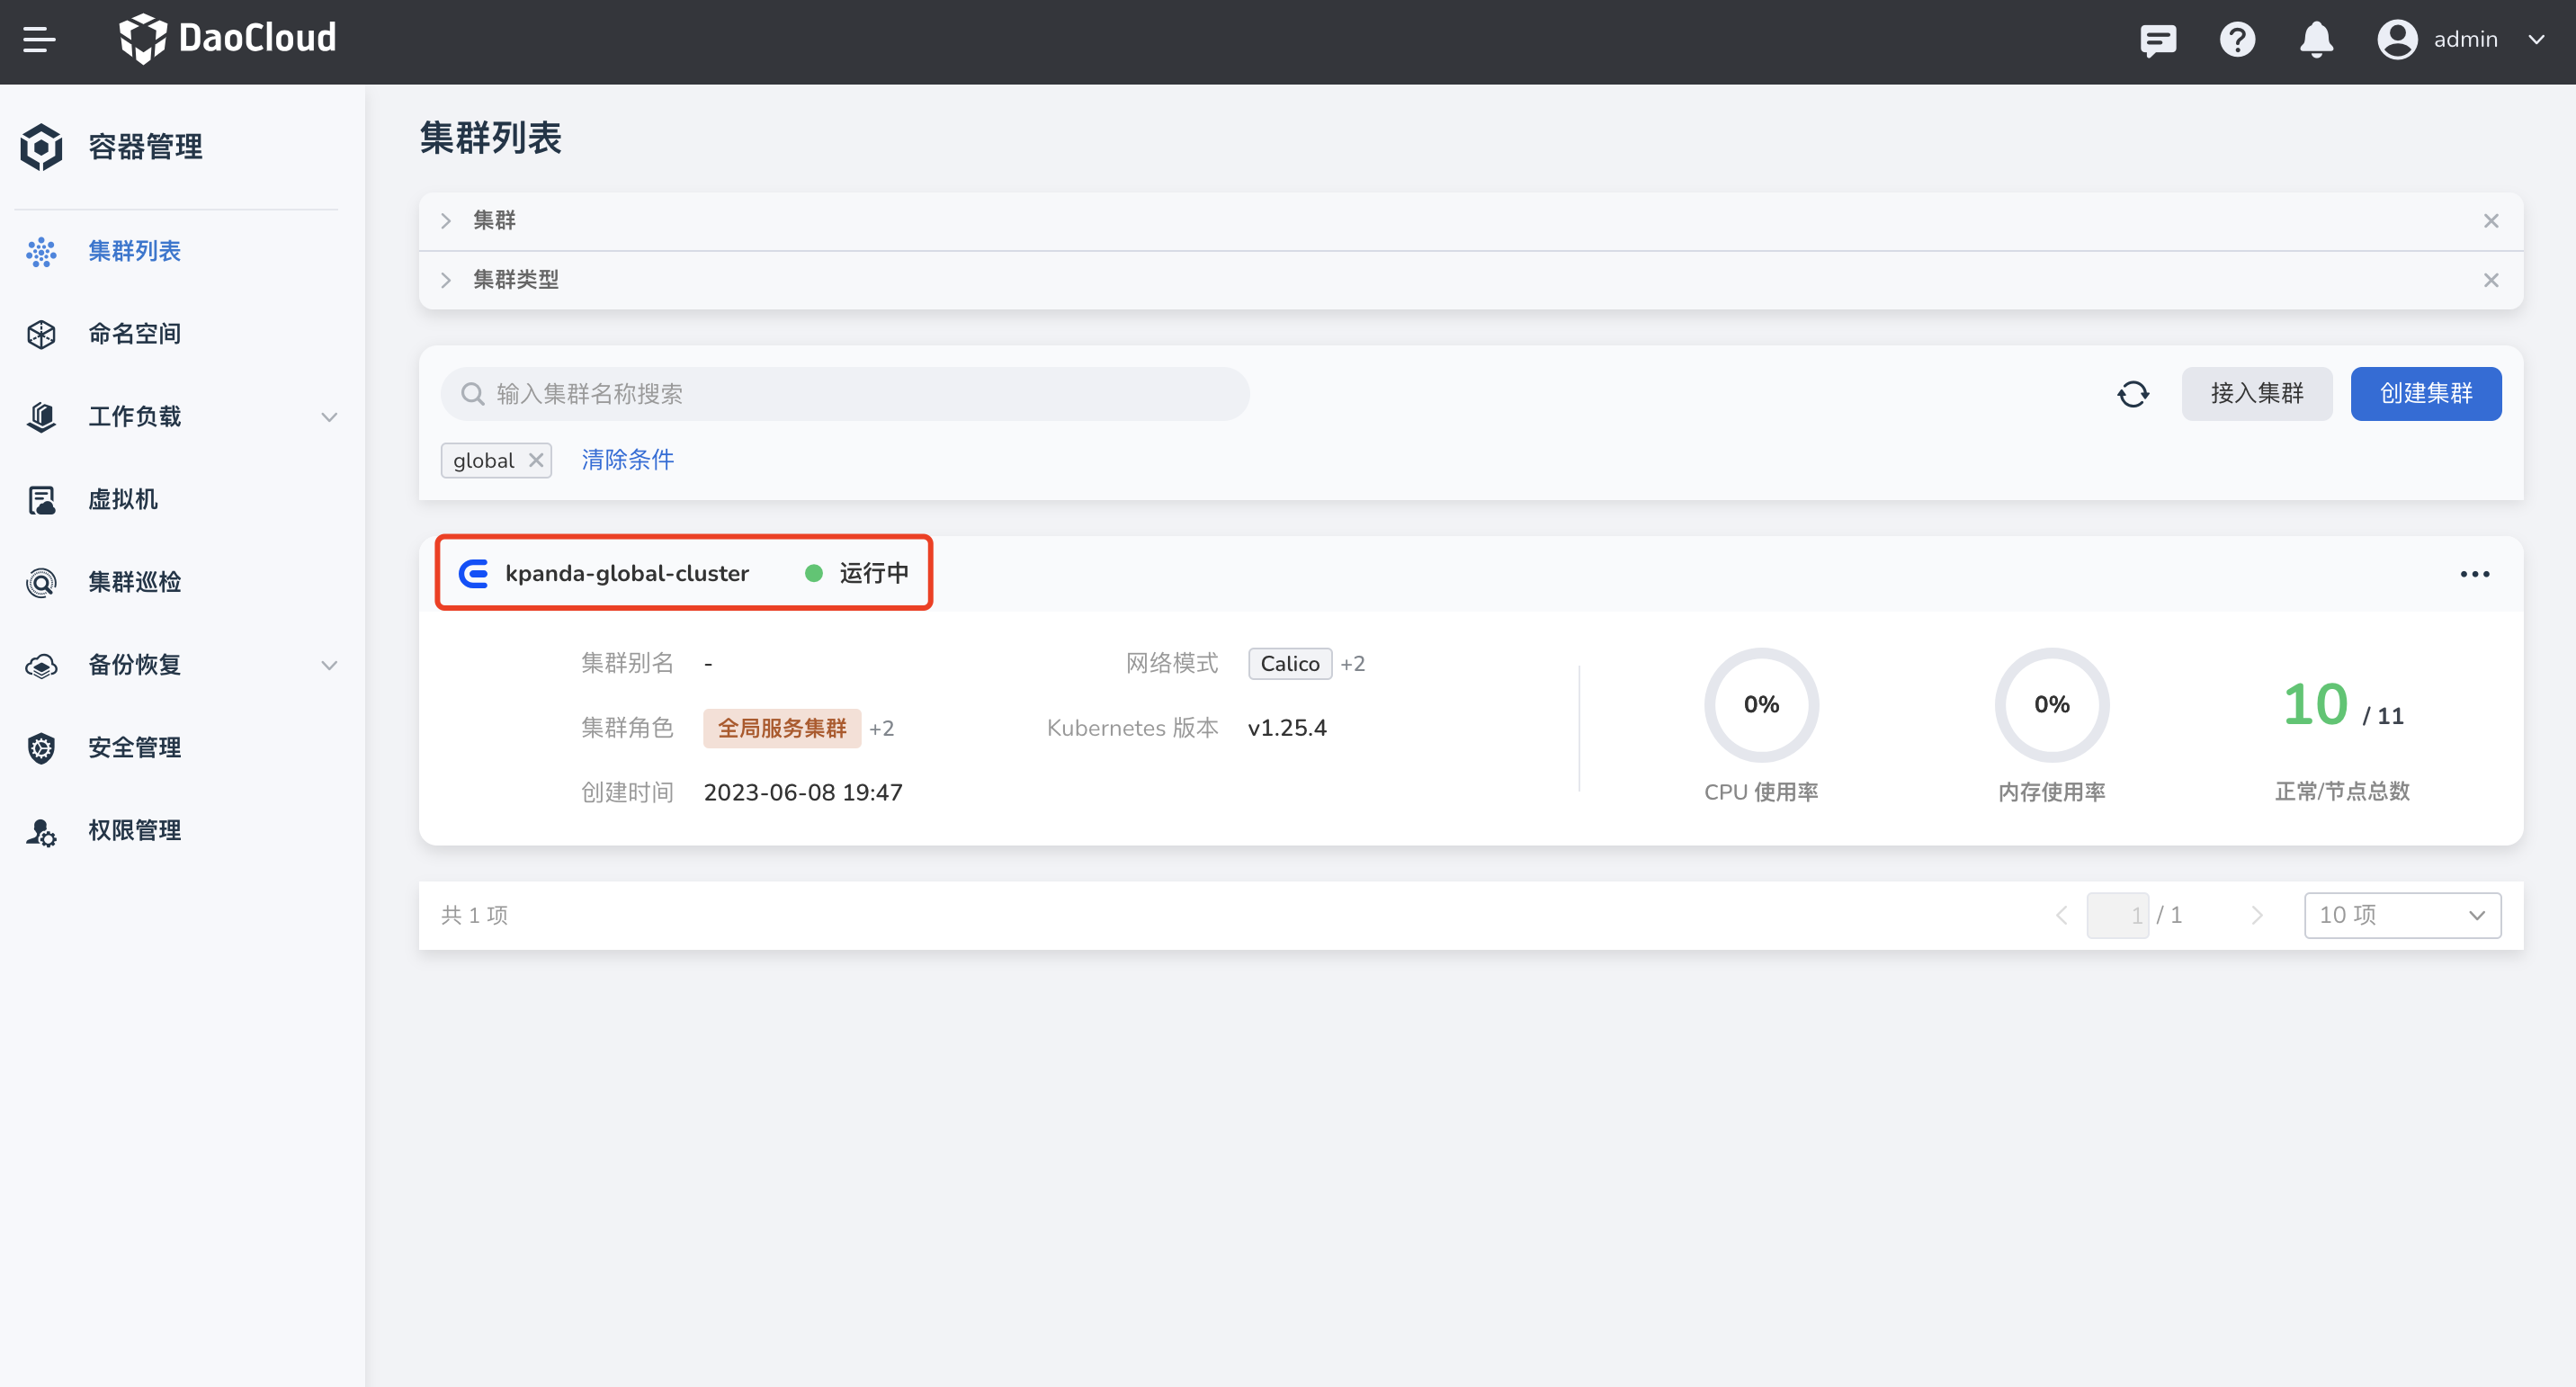 DaoCloud
admin
容器管理
集群列表
命名空间
工作负载
虚拟机
集群巡检
备份恢复
安全管理
权限管理
集群列表
集群
集群类型
输入集群名称搜索
接入集群
创建集群
global
清除条件
kpanda-global-cluster 运行中
集群别名 -
网络模式 Calico +2
集群角色 全局服务集群 +2
Kubernetes 版本 v1.25.4
创建时间 2023-06-08 19:47
0%
CPU 使用率
0%
内存使用率
10 / 11
正常/节点总数
共 1 项
1 / 1
10 项